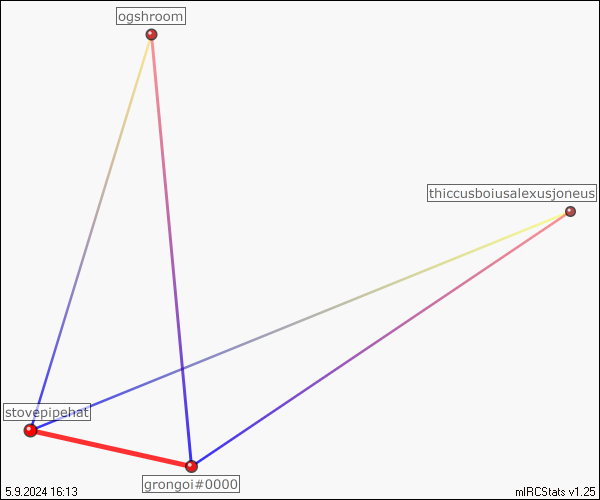 ogshroom
thiccusboiusalexusjoneus
stovepipehat
grongoi#0000
5.9.2024 16:13
mIRCStats v1.25